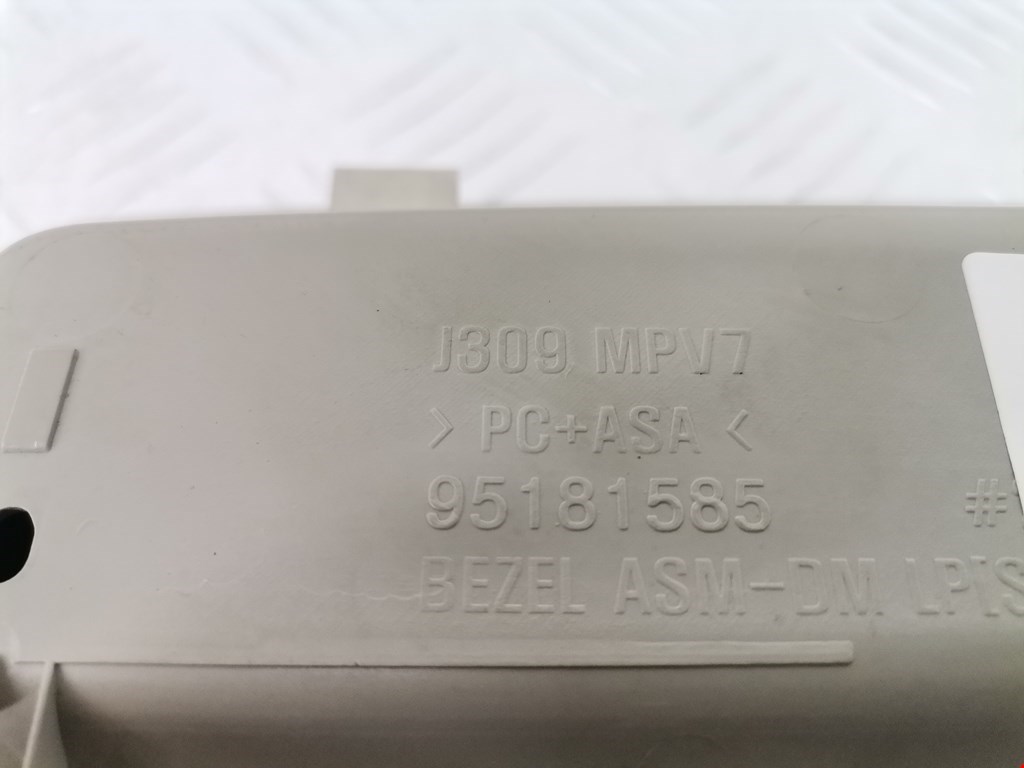 J309 MPV7
> PC+ASA <
95181585 #
BEZEL ASM-DM